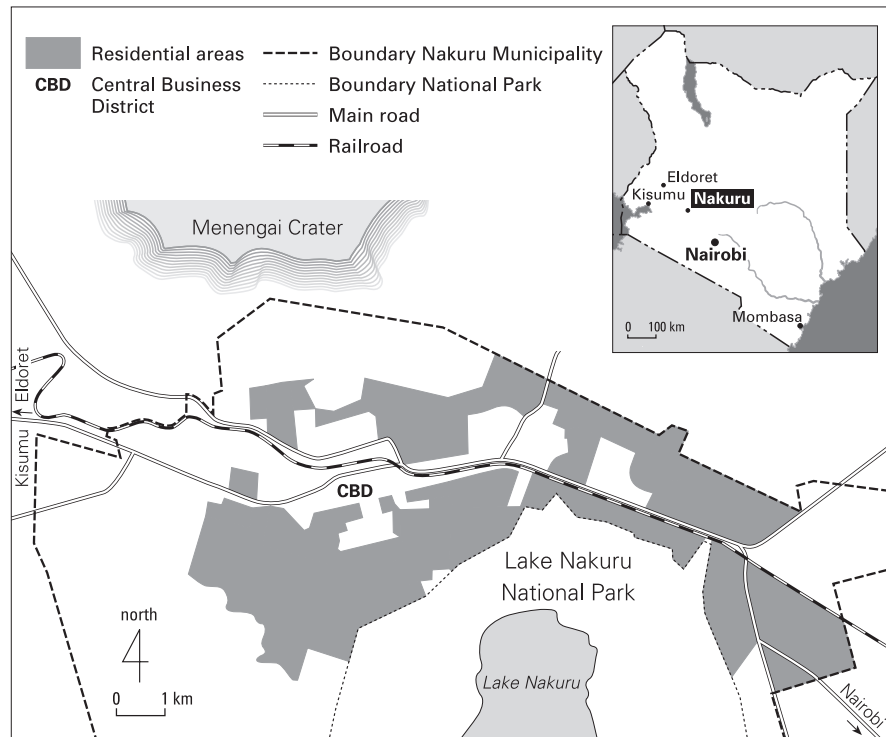 Residential areas
CBD Central Business
District
Boundary Nakuru Municipality
Boundary National Park
Main road
Railroad
Eldoret
Kisumu
Nakuru
Nairobi
Mombasa
0 100 km
Menengai Crater
Eldoret
Kisumu
CBD
Lake Nakuru
National Park
north
0 1 km
Lake Nakuru
Nairobi